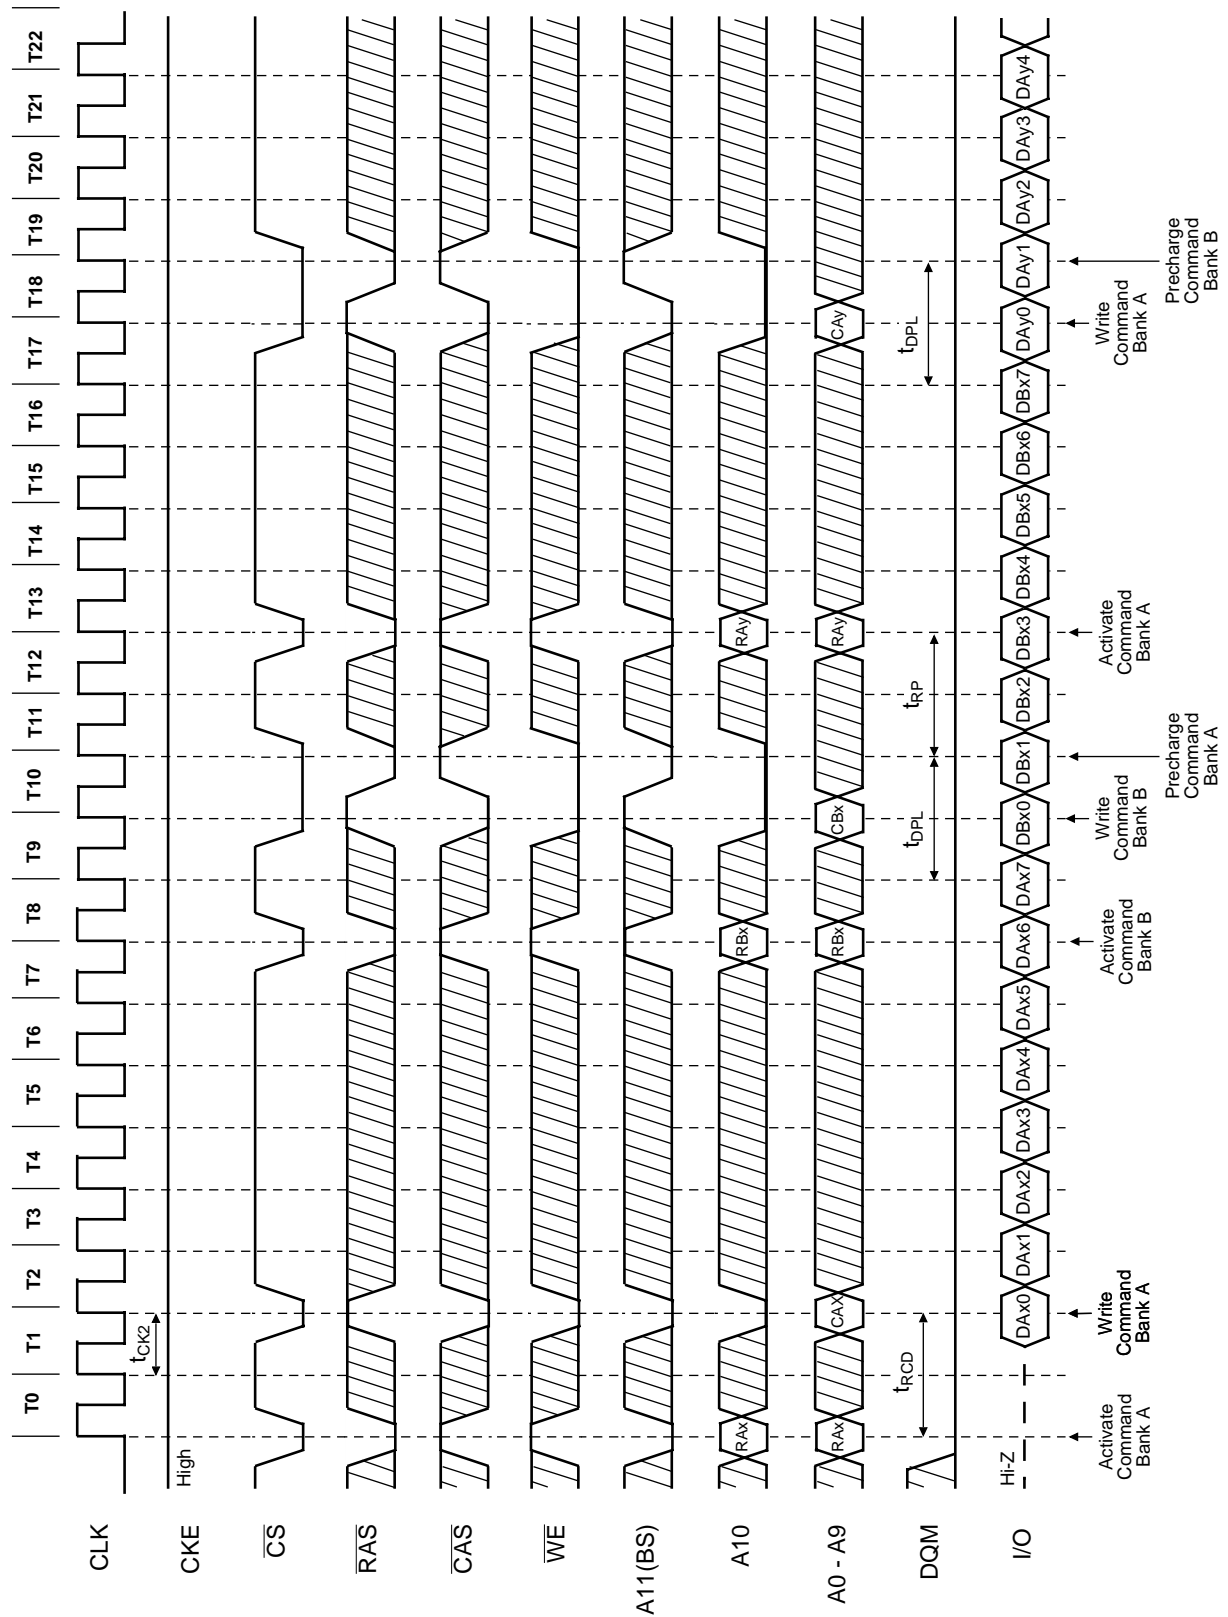 T0 T1 T2 T3 T4 T5 T6 T7 T8 T9 T10 T11 T12 T13 T14 T15 T16 T17 T18 T19 T20 T21 T22
CLK
tCK2
CKE
High
CS
RAS
CAS
WE
A11(BS)
A10
RAx RBx RAy
A0 - A9
RAx CAX RBx CBx RAy CAy
DQM
tRCD tDPL tRP tDPL
I/O
Hi-Z
DAx0 DAx1 DAx2 DAx3 DAx4 DAx5 DAx6 DAx7 DBx0 DBx1 DBx2 DBx3 DBx4 DBx5 DBx6 DBx7 DAy0 DAy1 DAy2 DAy3 DAy4
Activate
Command
Bank A
Write
Command
Bank A
Activate
Command
Bank B
Write
Command
Bank B
Precharge
Command
Bank A
Activate
Command
Bank A
Write
Command
Bank A
Precharge
Command
Bank B